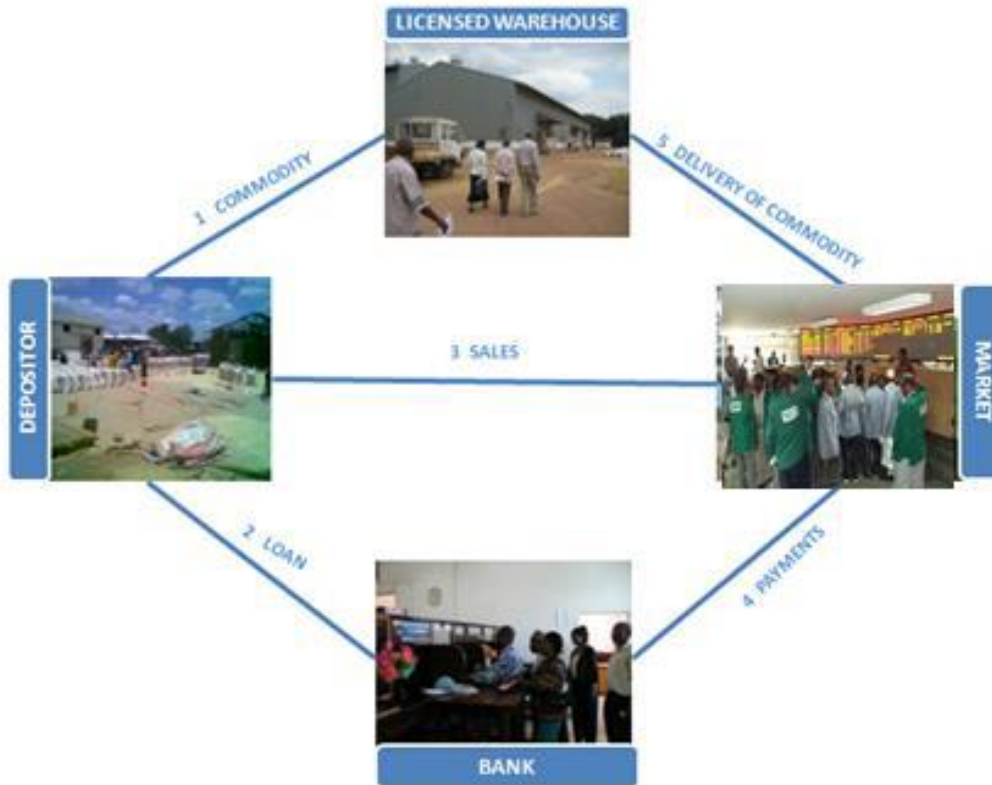 LICENSED WAREHOUSE
1 COMMODITY
5 DELIVERY OF COMMODITY
DEPOSITOR
3 SALES
MARKET
2 LOAN
4 PAYMENTS
BANK